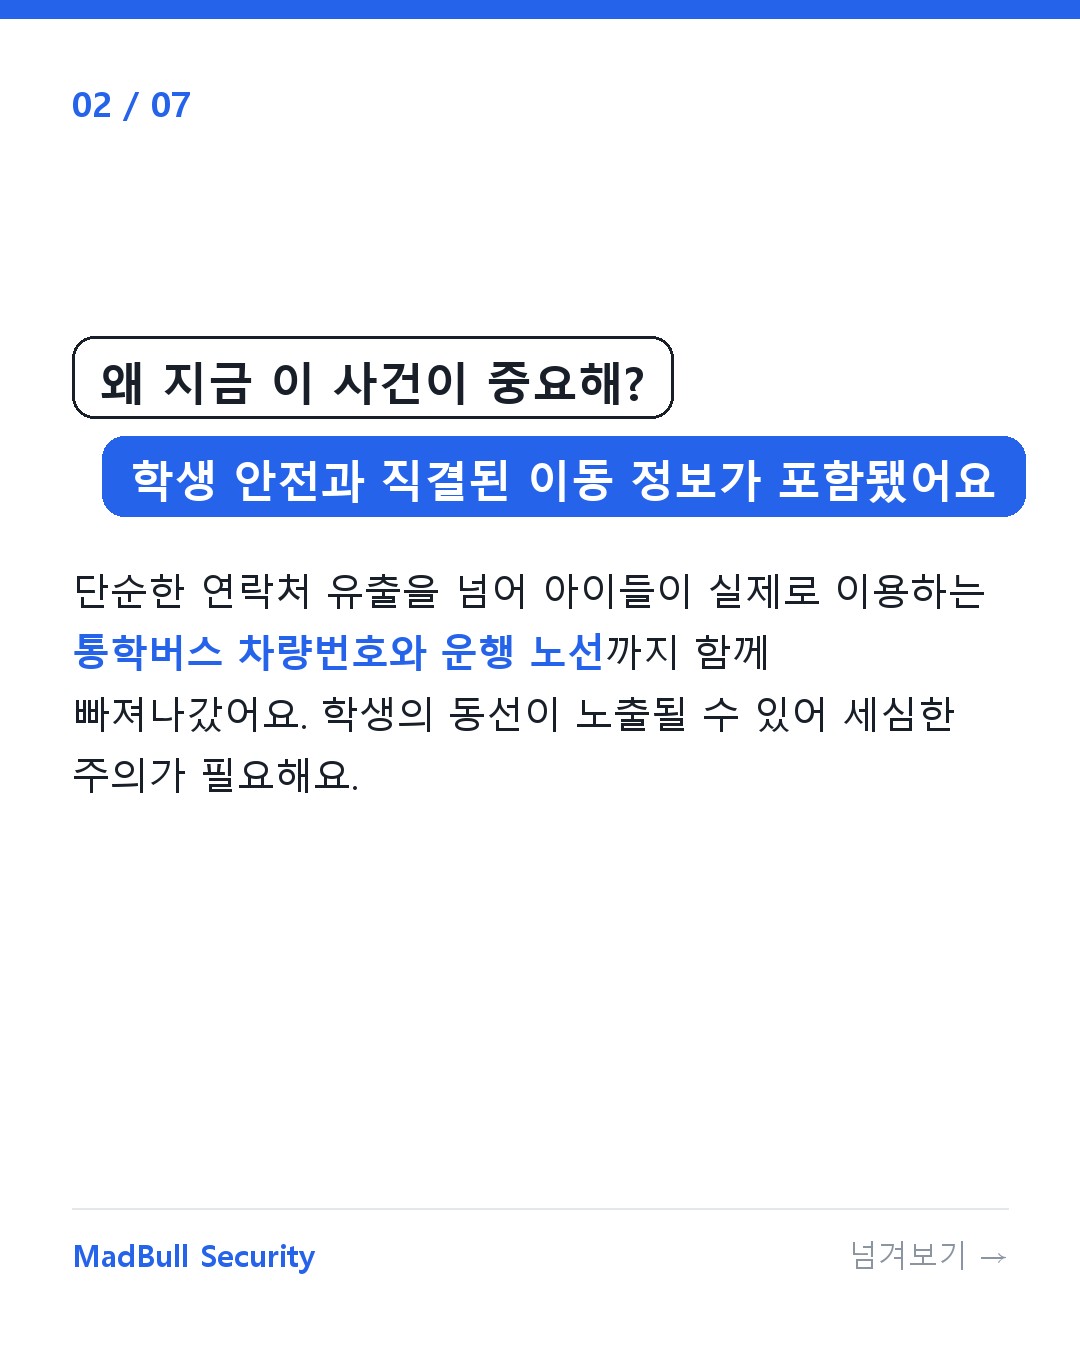 02 / 07
왜 지금 이 사건이 중요해?
학생 안전과 직결된 이동 정보가 포함됐어요
단순한 연락처 유출을 넘어 아이들이 실제로 이용하는
통학버스 차량번호와 운행 노선까지 함께
빠져나갔어요. 학생의 동선이 노출될 수 있어 세심한
주의가 필요해요.
MadBull Security
넘겨보기 →